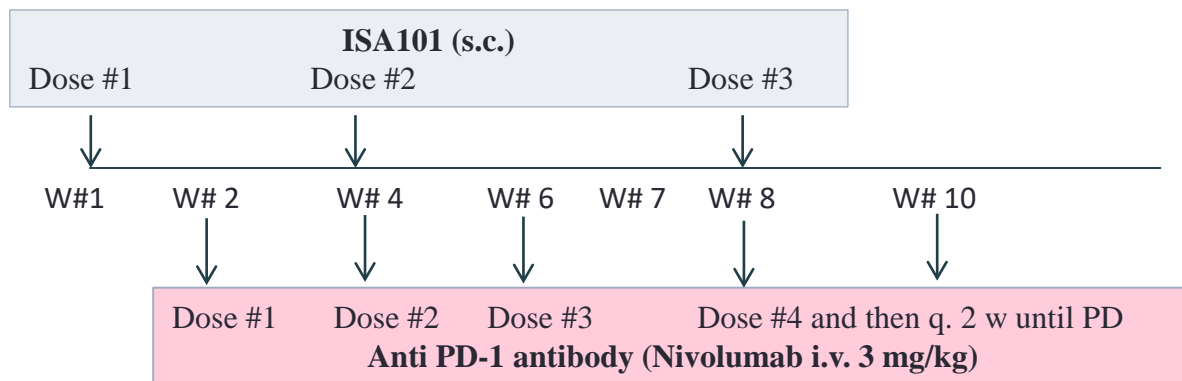 ISA101 (s.c.)
Dose #1 Dose #2 Dose #3
W#1 W# 2 W# 4 W# 6 W# 7 W# 8 W# 10
Dose #1 Dose #2 Dose #3 Dose #4 and then q. 2 w until PD
Anti PD-1 antibody (Nivolumab i.v. 3 mg/kg)